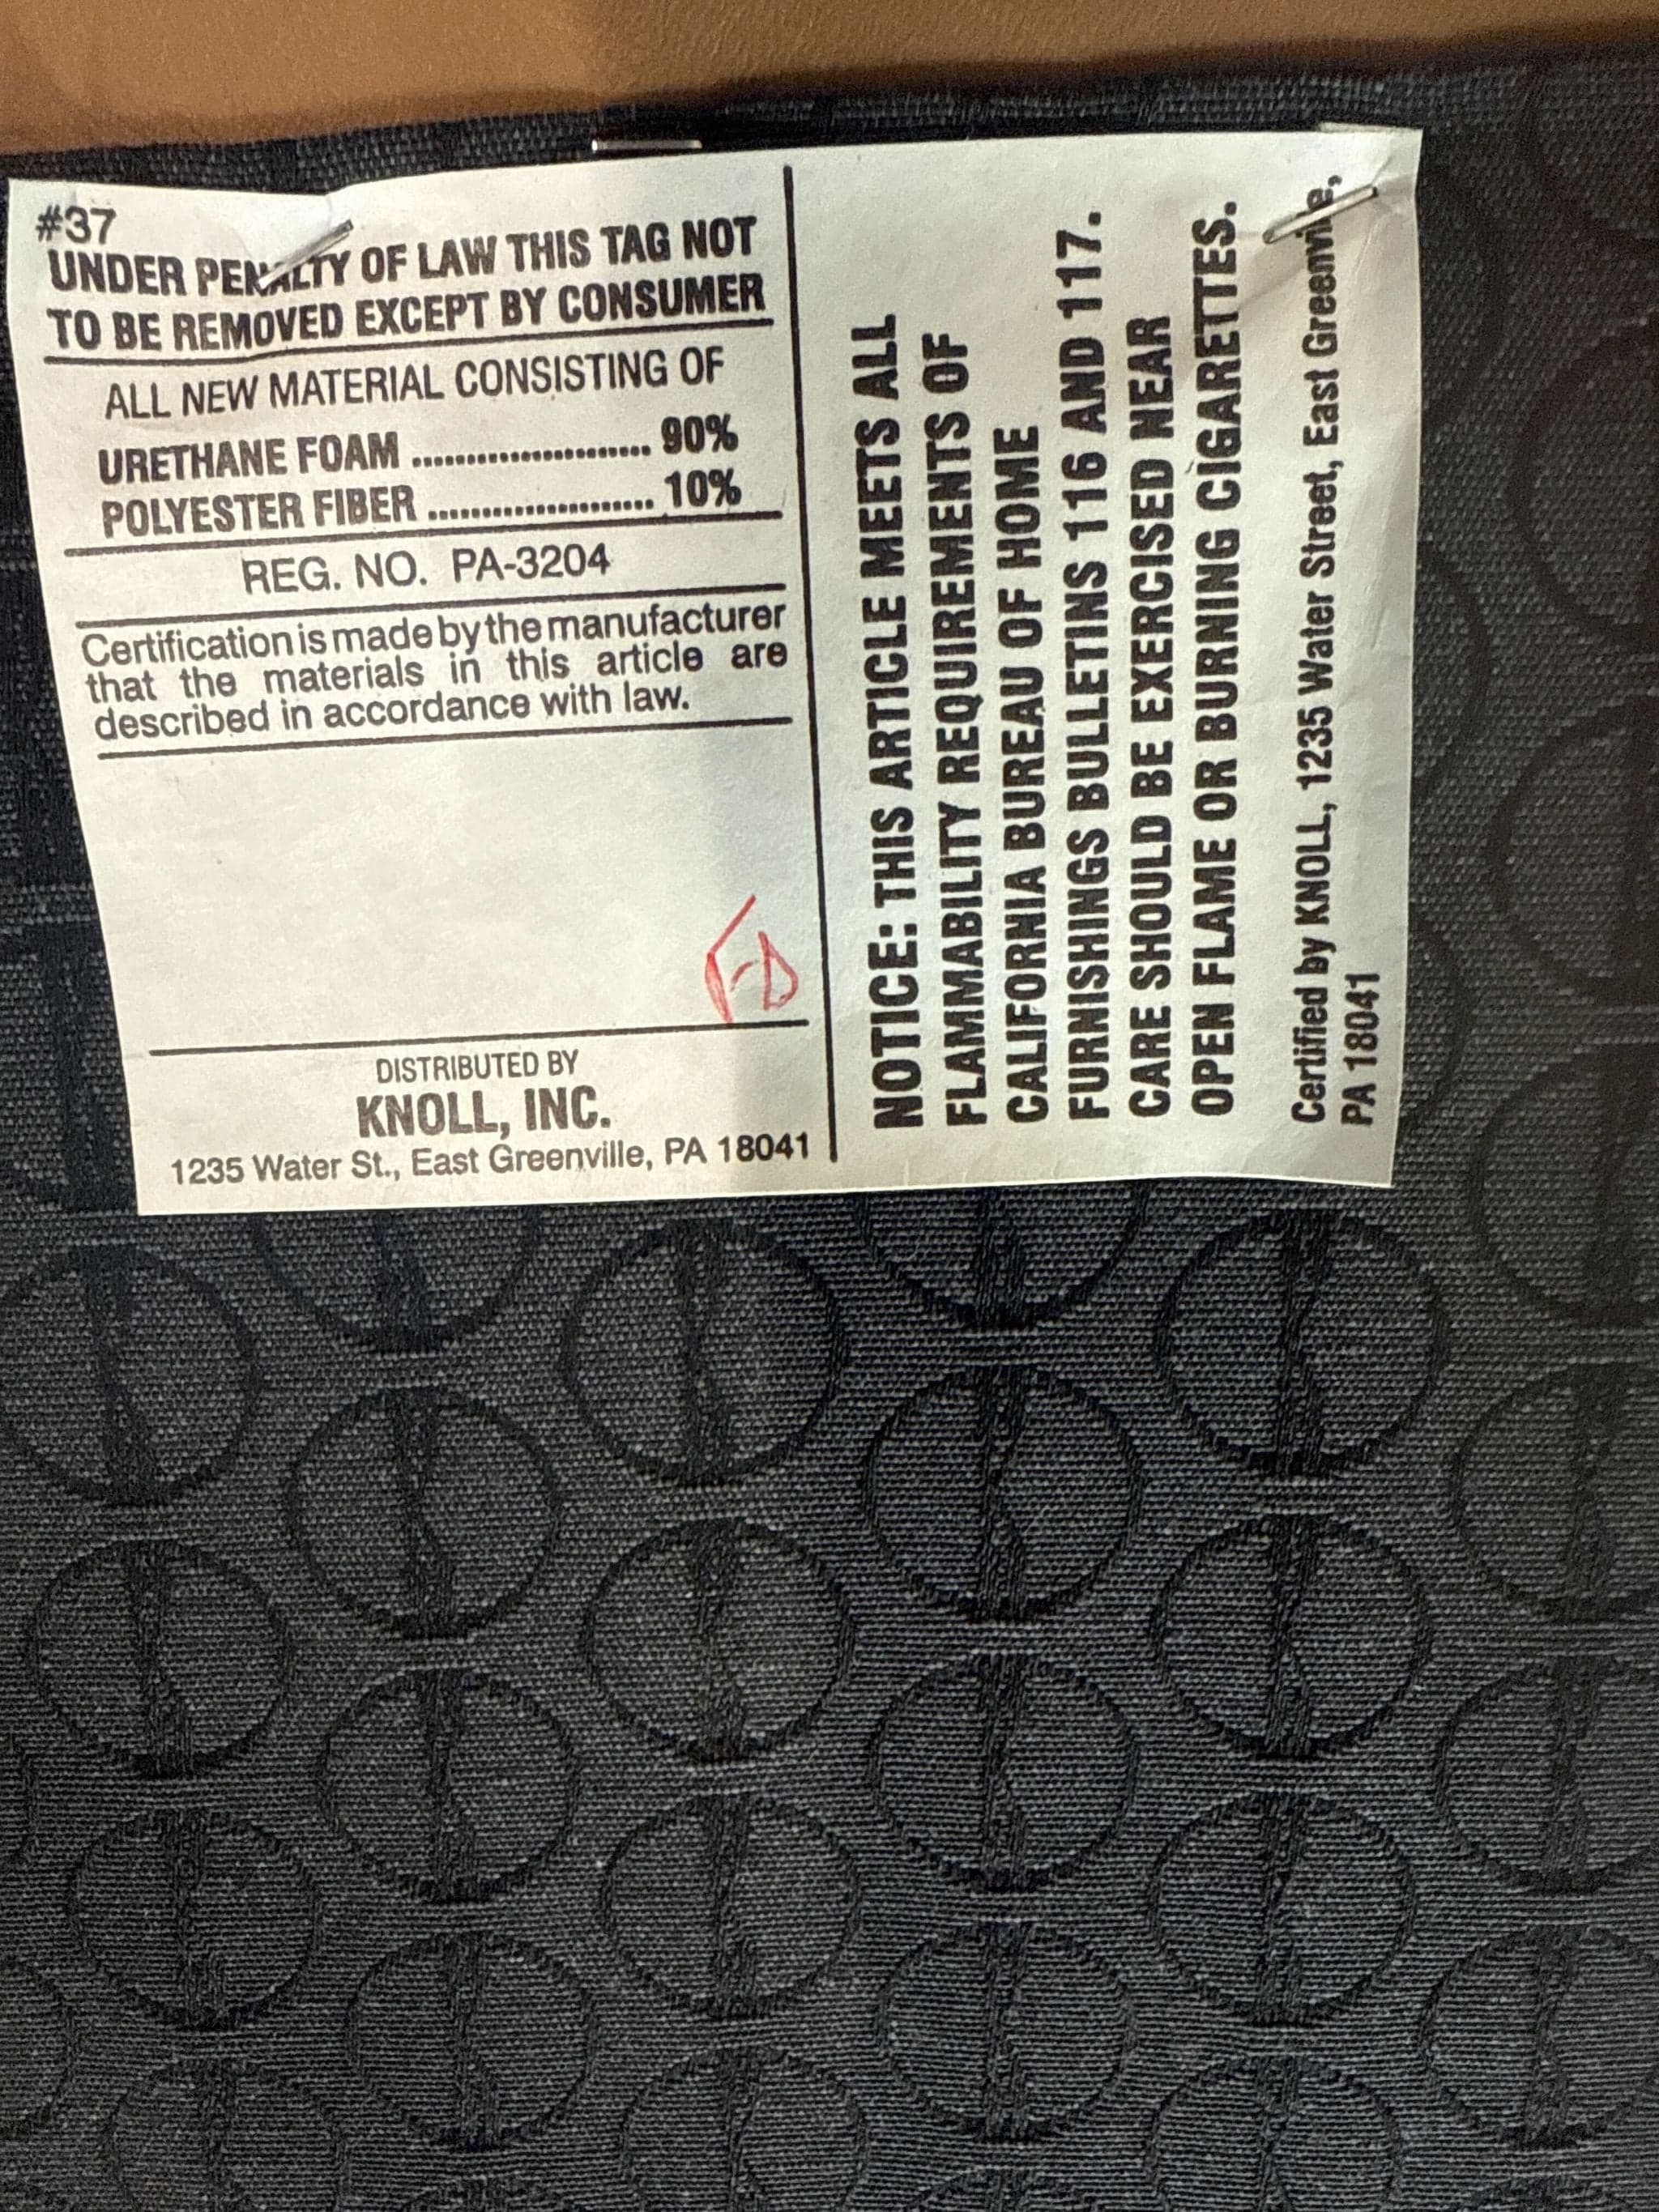 #37
UNDER PENALTY OF LAW THIS TAG NOT
TO BE REMOVED EXCEPT BY CONSUMER
ALL NEW MATERIAL CONSISTING OF
URETHANE FOAM ...................... 90%
POLYESTER FIBER ..................... 10%
REG. NO. PA-3204
Certification is made by the manufacturer
that the materials in this article are
described in accordance with law.
DISTRIBUTED BY
KNOLL, INC.
1235 Water St., East Greenville, PA 18041
NOTICE: THIS ARTICLE MEETS ALL
FLAMMABILITY REQUIREMENTS OF
CALIFORNIA BUREAU OF HOME
FURNISHINGS BULLETINS 116 AND 117.
CARE SHOULD BE EXERCISED NEAR
OPEN FLAME OR BURNING CIGARETTES.
Certified by KNOLL, 1235 Water Street, East Greenville,
PA 18041